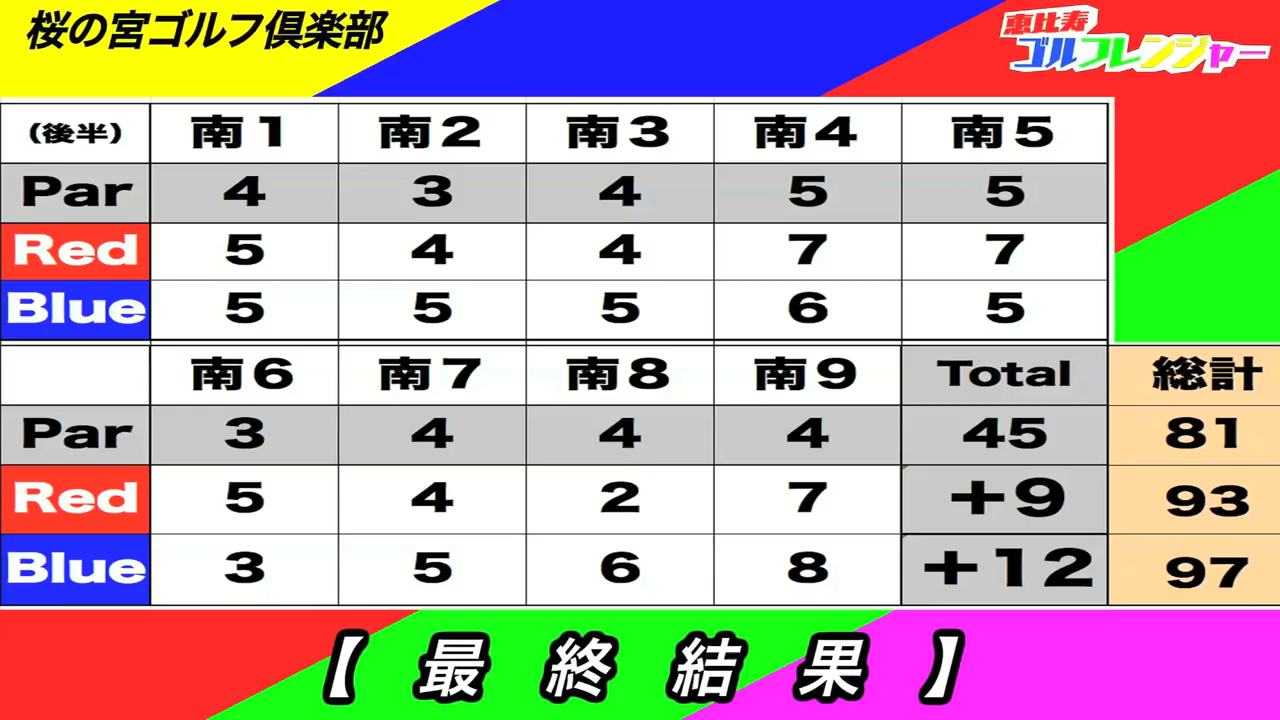 桜の宮ゴルフ倶楽部
恵比寿
ゴルフレンジャー
(後半) 南1 南2 南3 南4 南5
Par 4 3 4 5 5
Red 5 4 4 7 7
Blue 5 5 5 6 5
南6 南7 南8 南9 Total 総計
Par 3 4 4 4 45 81
Red 5 4 2 7 +9 93
Blue 3 5 6 8 +12 97
【最終結果】